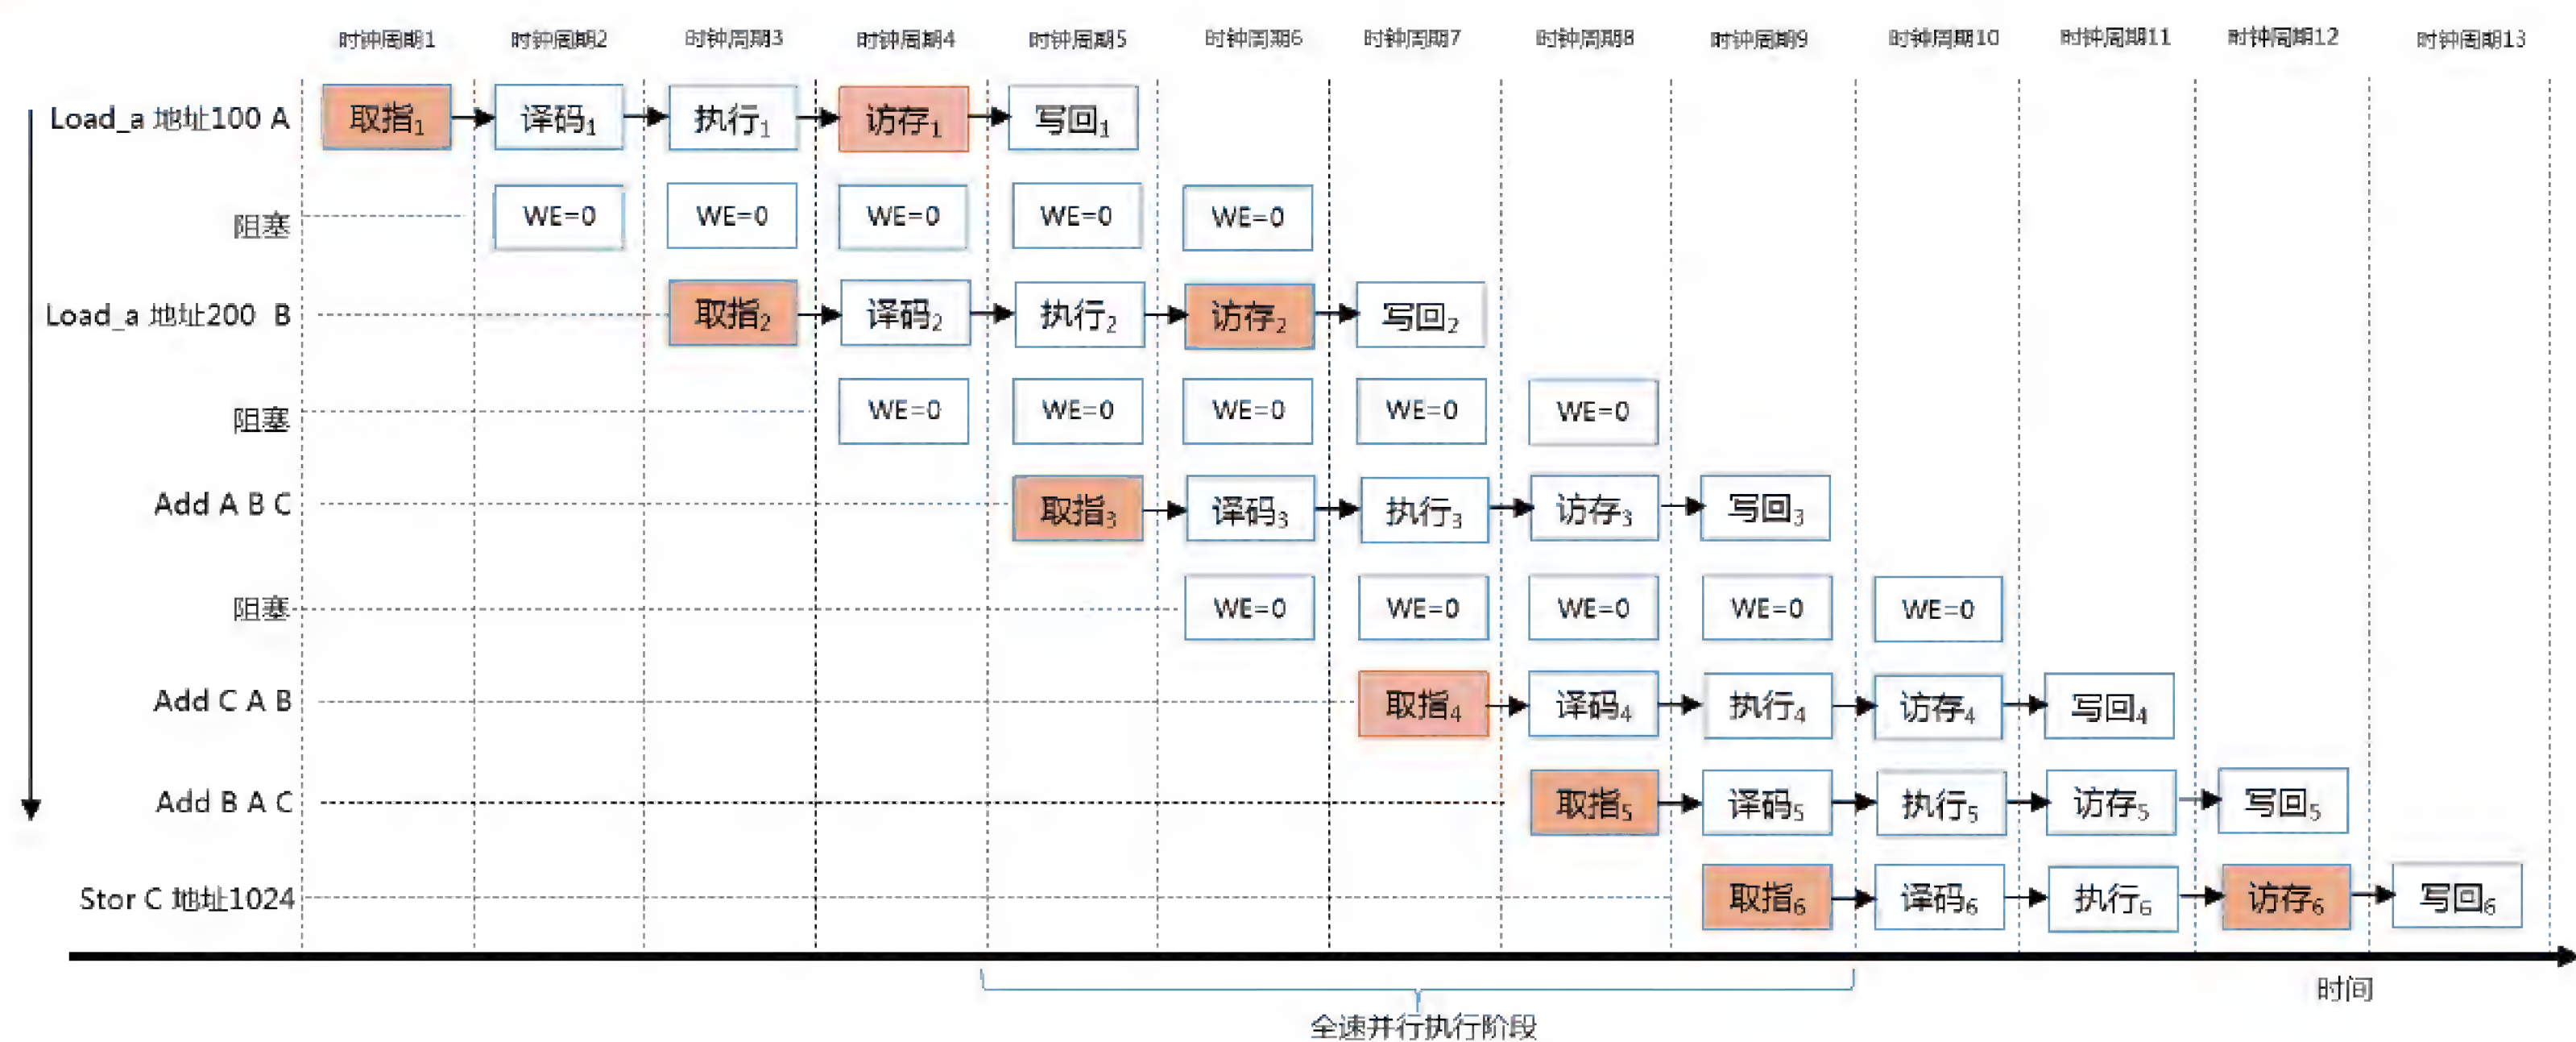 时钟周期1 时钟周期2 时钟周期3 时钟周期4 时钟周期5 时钟周期6 时钟周期7 时钟周期8 时钟周期9 时钟周期10 时钟周期11 时钟周期12 时钟周期13
Load_a 地址100 A 取指1 译码1 执行1 访存1 写回1
阻塞 WE=0 WE=0 WE=0 WE=0 WE=0
Load_a 地址200 B 取指2 译码2 执行2 访存2 写回2
阻塞 WE=0 WE=0 WE=0 WE=0 WE=0
Add A B C 取指3 译码3 执行3 访存3 写回3
阻塞 WE=0 WE=0 WE=0 WE=0 WE=0
Add C A B 取指4 译码4 执行4 访存4 写回4
Add B A C 取指5 译码5 执行5 访存5 写回5
Stor C 地址1024 取指6 译码6 执行6 访存6 写回6
时间
全速并行执行阶段